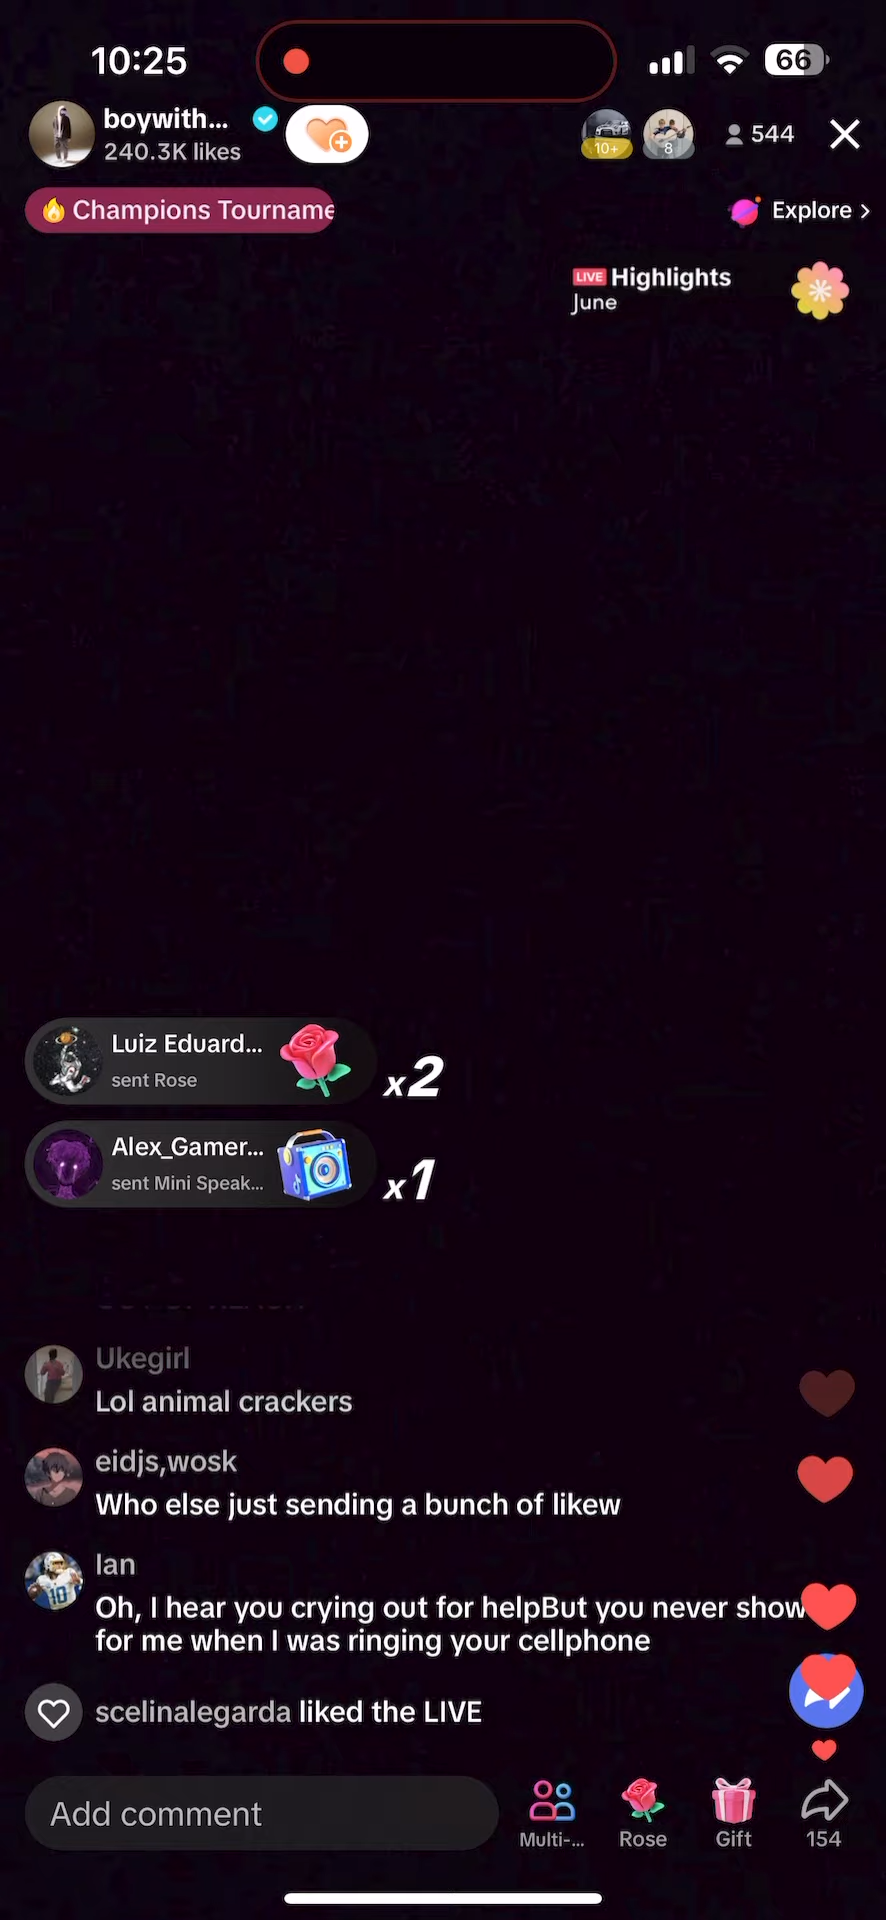 10:25
66
boywith...
240.3K likes
10+
8
544
Champions Tourname
Explore >
LIVE Highlights
June
Luiz Eduard...
sent Rose
x2
Alex_Gamer...
sent Mini Speak...
x1
Ukegirl
Lol animal crackers
eidjs,wosk
Who else just sending a bunch of likew
Ian
Oh, I hear you crying out for helpBut you never show
for me when I was ringing your cellphone
scelinalegarda liked the LIVE
Add comment
Multi-...
Rose
Gift
154